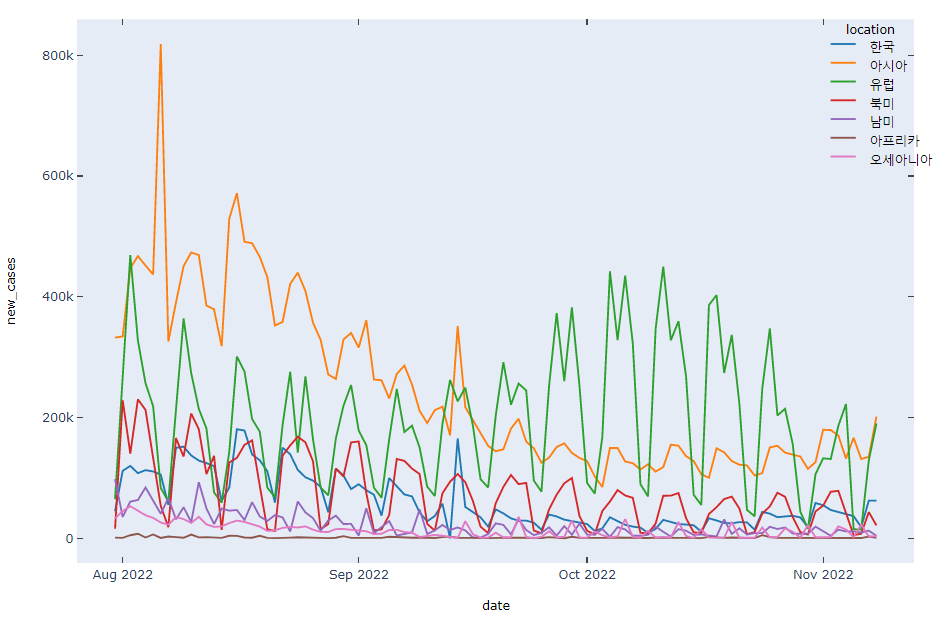 location
한국
아시아
유럽
북미
남미
아프리카
오세아니아
new_cases
800k
600k
400k
200k
0
Aug 2022
Sep 2022
Oct 2022
Nov 2022
date